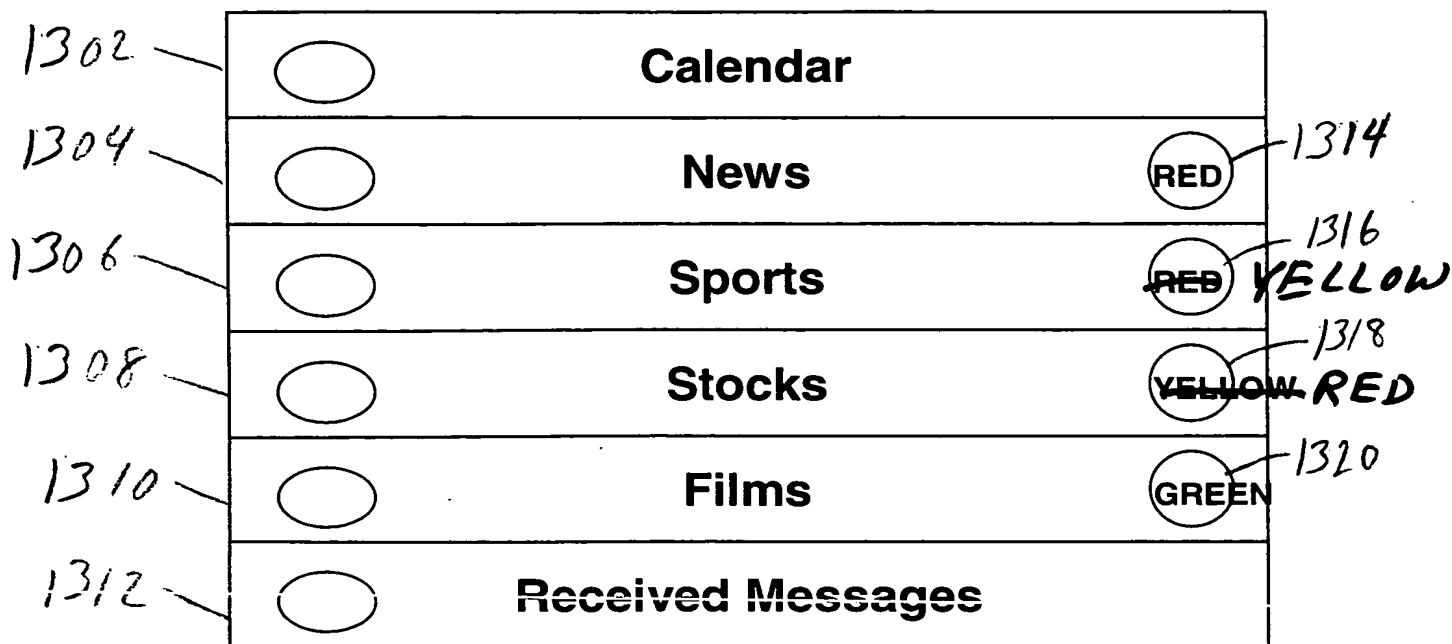 1302 Calendar
1304 News RED 1314
1306 Sports RED YELLOW 1316
1308 Stocks YELLOW RED 1318
1310 Films GREEN 1320
1312 Received Messages